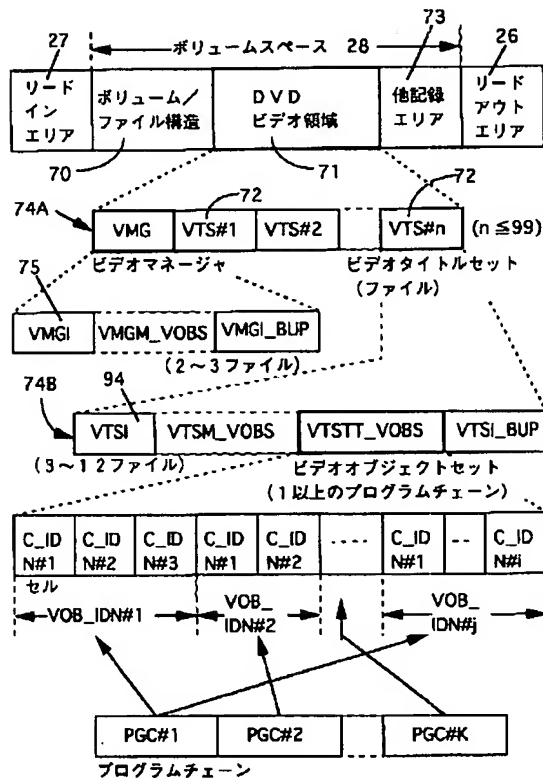 73
27 ボリュームスペース 28 26
リード
イン
エリア
ボリューム／
ファイル構造
DVD
ビデオ領域
他記録
エリア
リード
アウト
エリア
70 71
72 72
74A
VMG VTS#1 VTS#2 VTS#n (n≦99)
ビデオマネージャ
ビデオタイトルセット
(ファイル)
75
VMGI VMGM_VOBS VMGI_BUP
(2～3ファイル)
94
74B
VTSI VTSM_VOBS VTSTT_VOBS VTSI_BUP
(3～12ファイル)
ビデオオブジェクトセット
(1以上のプログラムチェーン)
C_ID
N#1
C_ID
N#2
C_ID
N#3
C_ID
N#1
C_ID
N#2
C_ID
N#1
C_ID
N#i
セル
VOB_IDN#1
VOB_
IDN#2
VOB_
IDN#j
PGC#1 PGC#2 PGC#K
プログラムチェーン